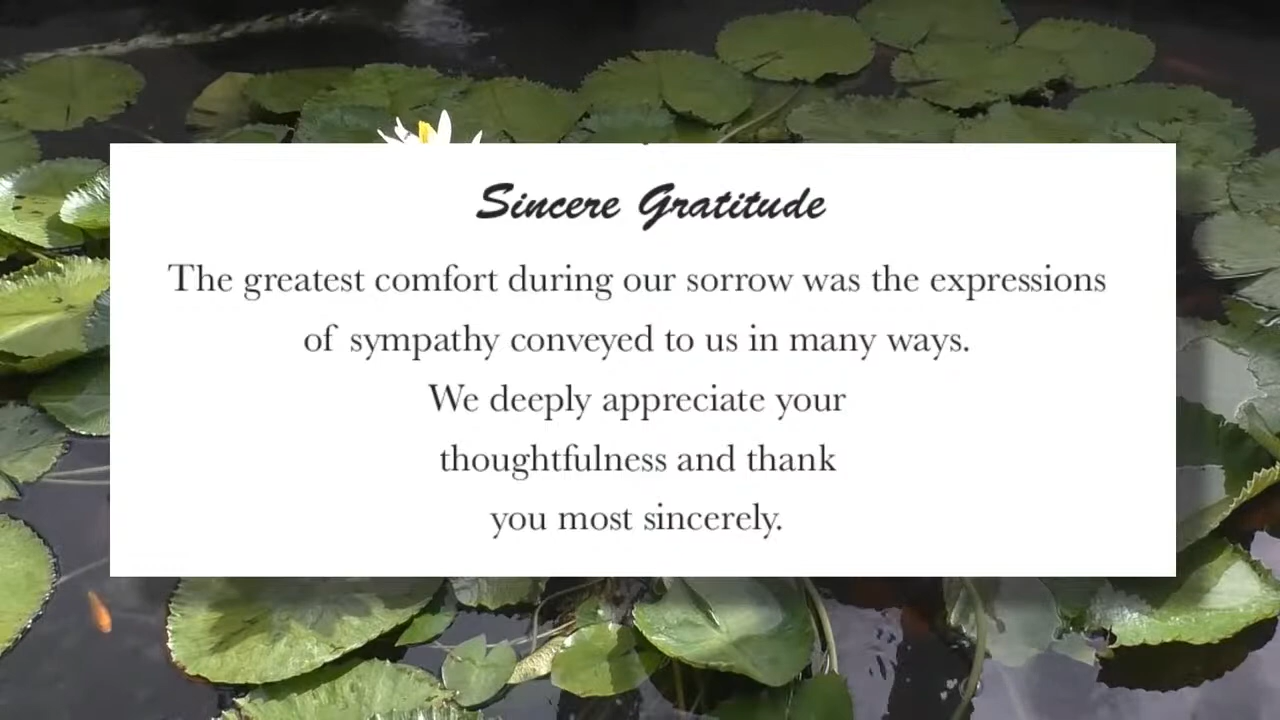 Sincere Gratitude
The greatest comfort during our sorrow was the expressions
of sympathy conveyed to us in many ways.
We deeply appreciate your
thoughtfulness and thank
you most sincerely.